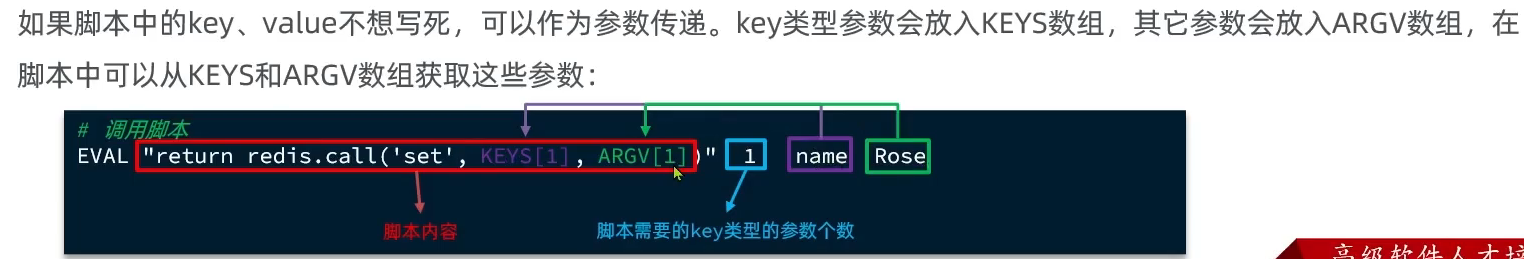 如果脚本中的key、value不想写死，可以作为参数传递。key类型参数会放入KEYS数组，其它参数会放入ARGV数组，在
脚本中可以从KEYS和ARGV数组获取这些参数：
# 调用脚本
EVAL "return redis.call('set', KEYS[1], ARGV[1])" 1 name Rose
脚本内容 脚本需要的key类型的参数个数
高级软件人才培